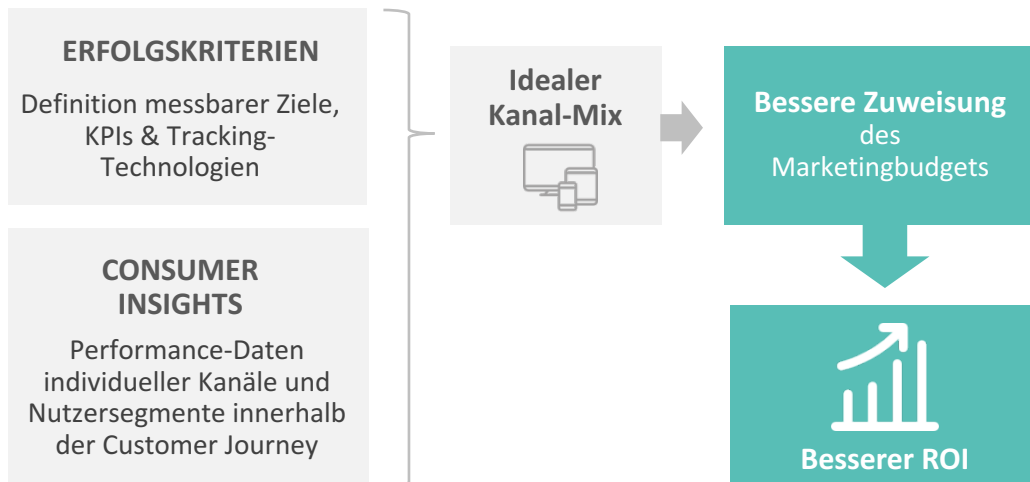 ERFOLGSKRITERIEN
Definition messbarer Ziele,
KPIs & Tracking-
Technologien
CONSUMER
INSIGHTS
Performance-Daten
individueller Kanäle und
Nutzersegmente innerhalb
der Customer Journey
Idealer
Kanal-Mix
Bessere Zuweisung
des
Marketingbudgets
Besserer ROI